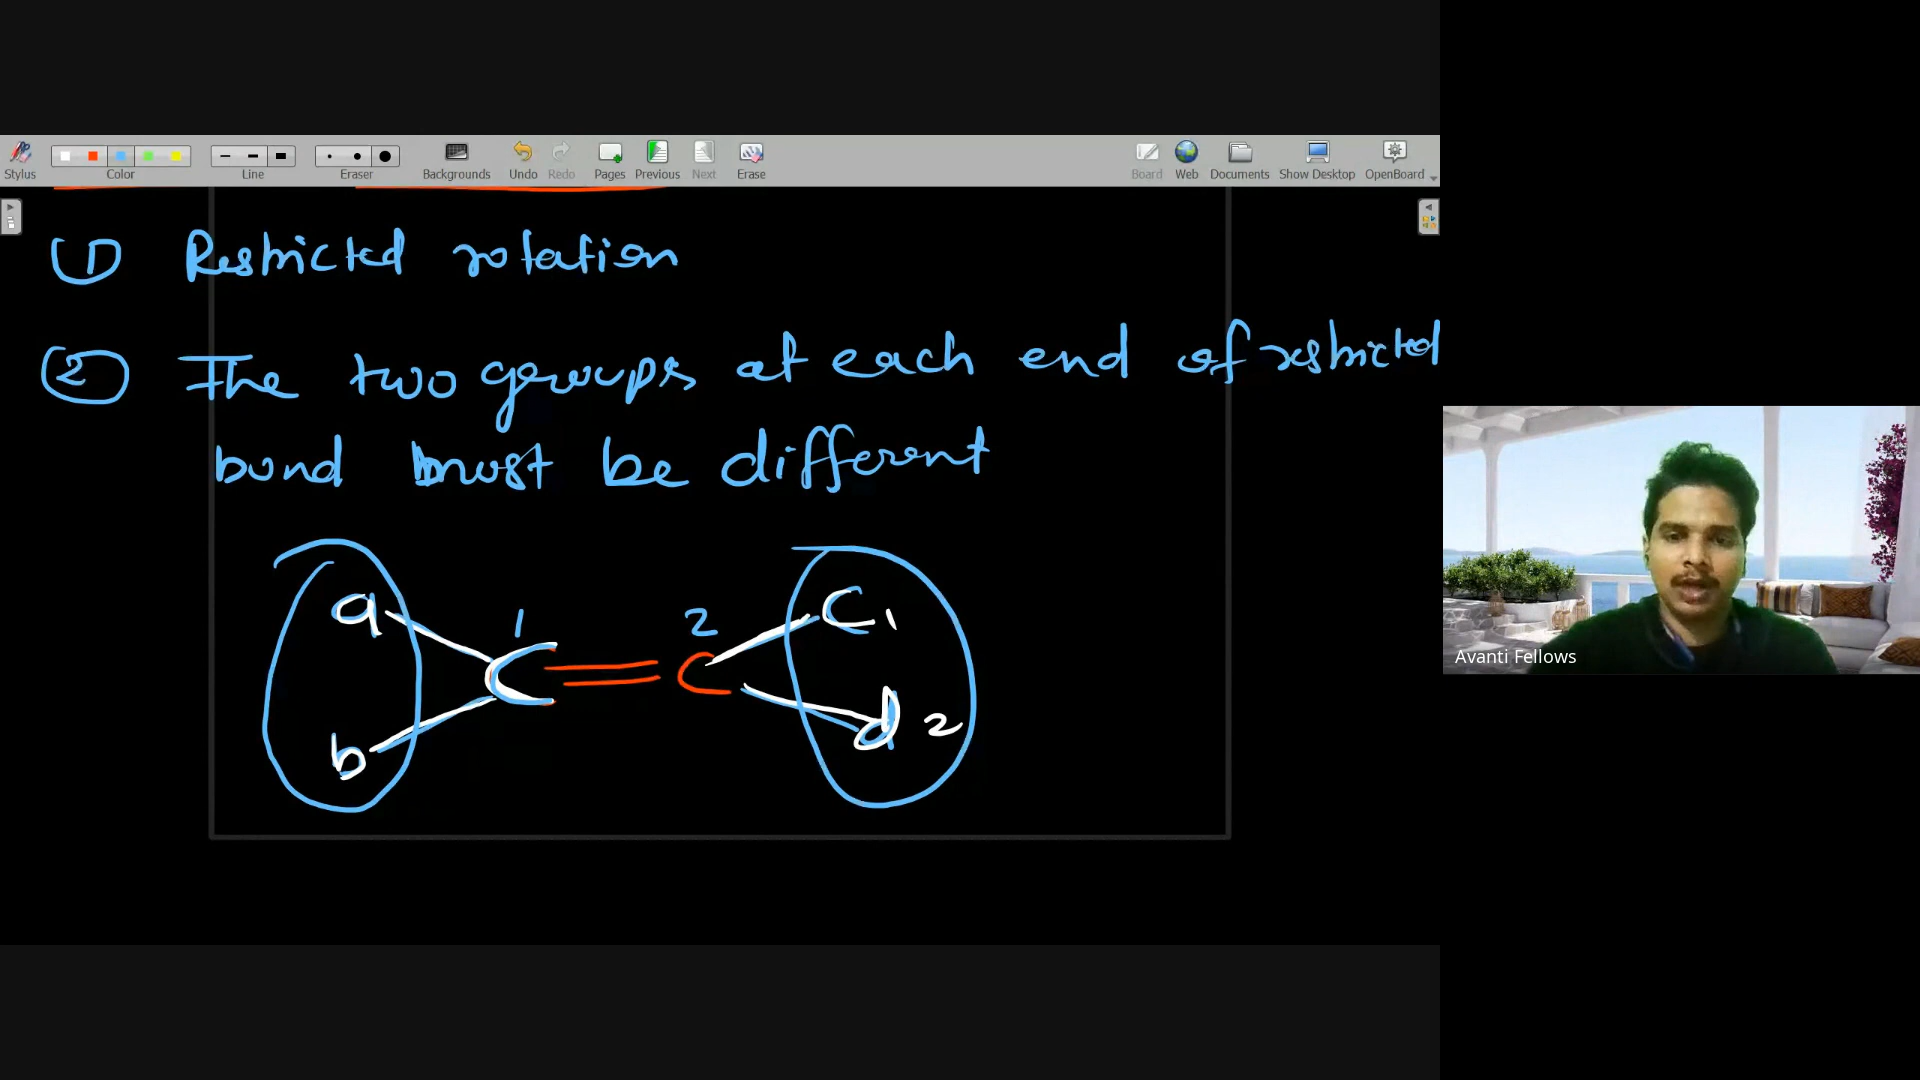 Stylus Color Line Eraser Backgrounds Undo Redo Pages Previous Next Erase Board Web Documents Show Desktop OpenBoard
① Restricted rotation
② The two groups at each end of restricted
bond must be different
a 1 2 C1
C = C
b d 2
Avanti Fellows